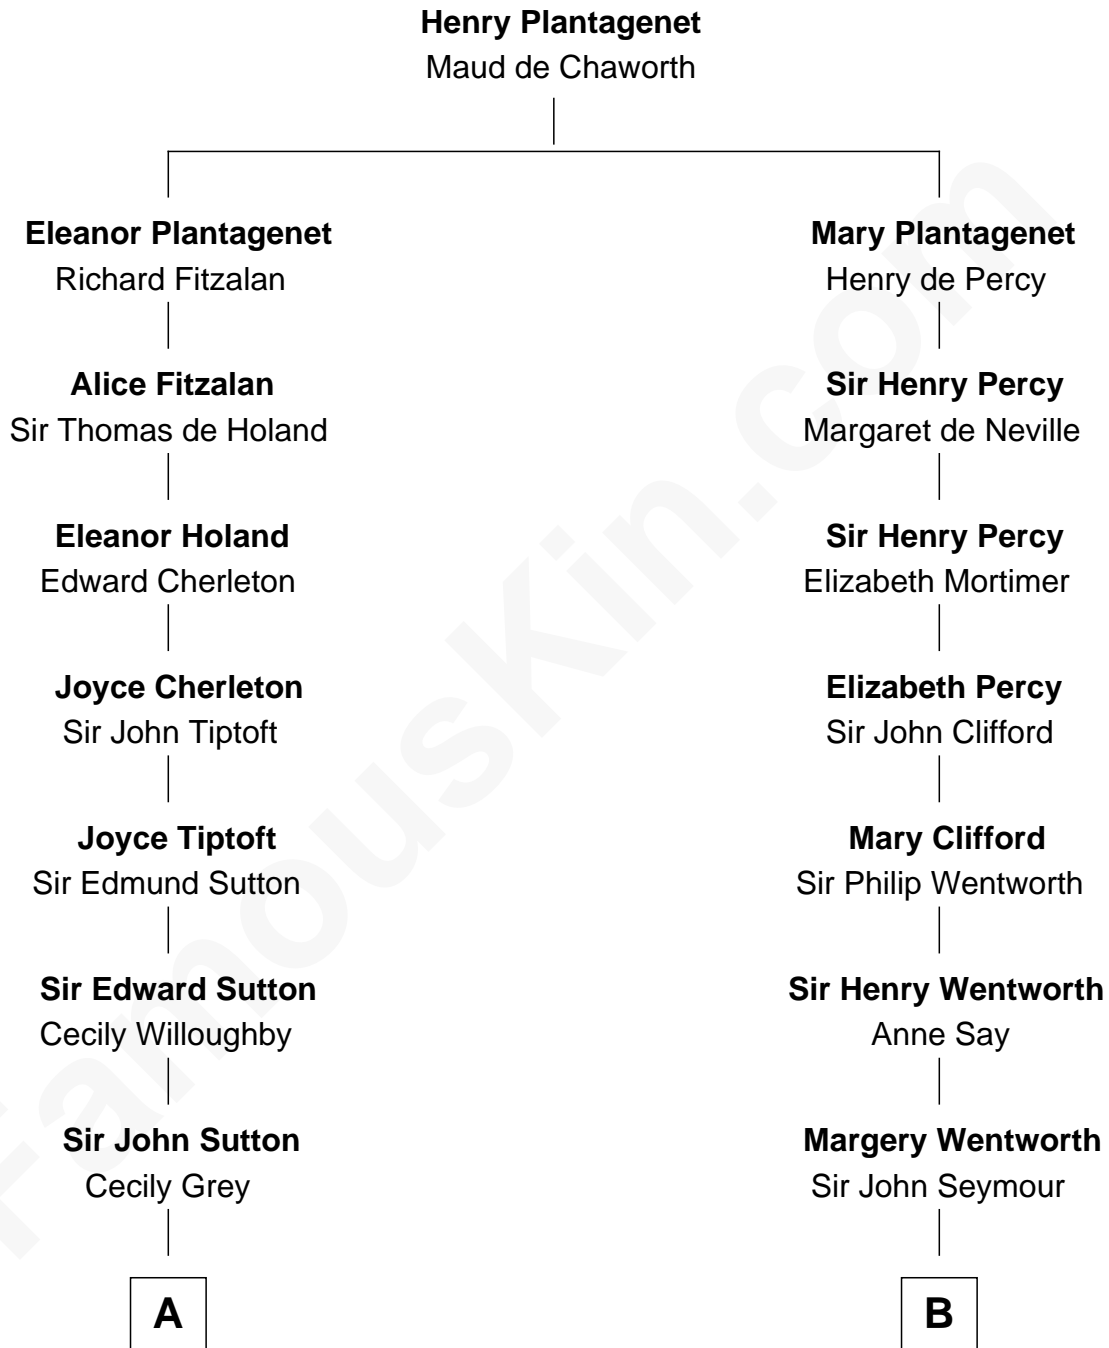 Henry Plantagenet
Maud de Chaworth
Eleanor Plantagenet
Richard Fitzalan
Alice Fitzalan
Sir Thomas de Holand
Eleanor Holand
Edward Cherleton
Joyce Cherleton
Sir John Tiptoft
Joyce Tiptoft
Sir Edmund Sutton
Sir Edward Sutton
Cecily Willoughby
Sir John Sutton
Cecily Grey
A
Mary Plantagenet
Henry de Percy
Sir Henry Percy
Margaret de Neville
Sir Henry Percy
Elizabeth Mortimer
Elizabeth Percy
Sir John Clifford
Mary Clifford
Sir Philip Wentworth
Sir Henry Wentworth
Anne Say
Margery Wentworth
Sir John Seymour
B
FamousKin.com